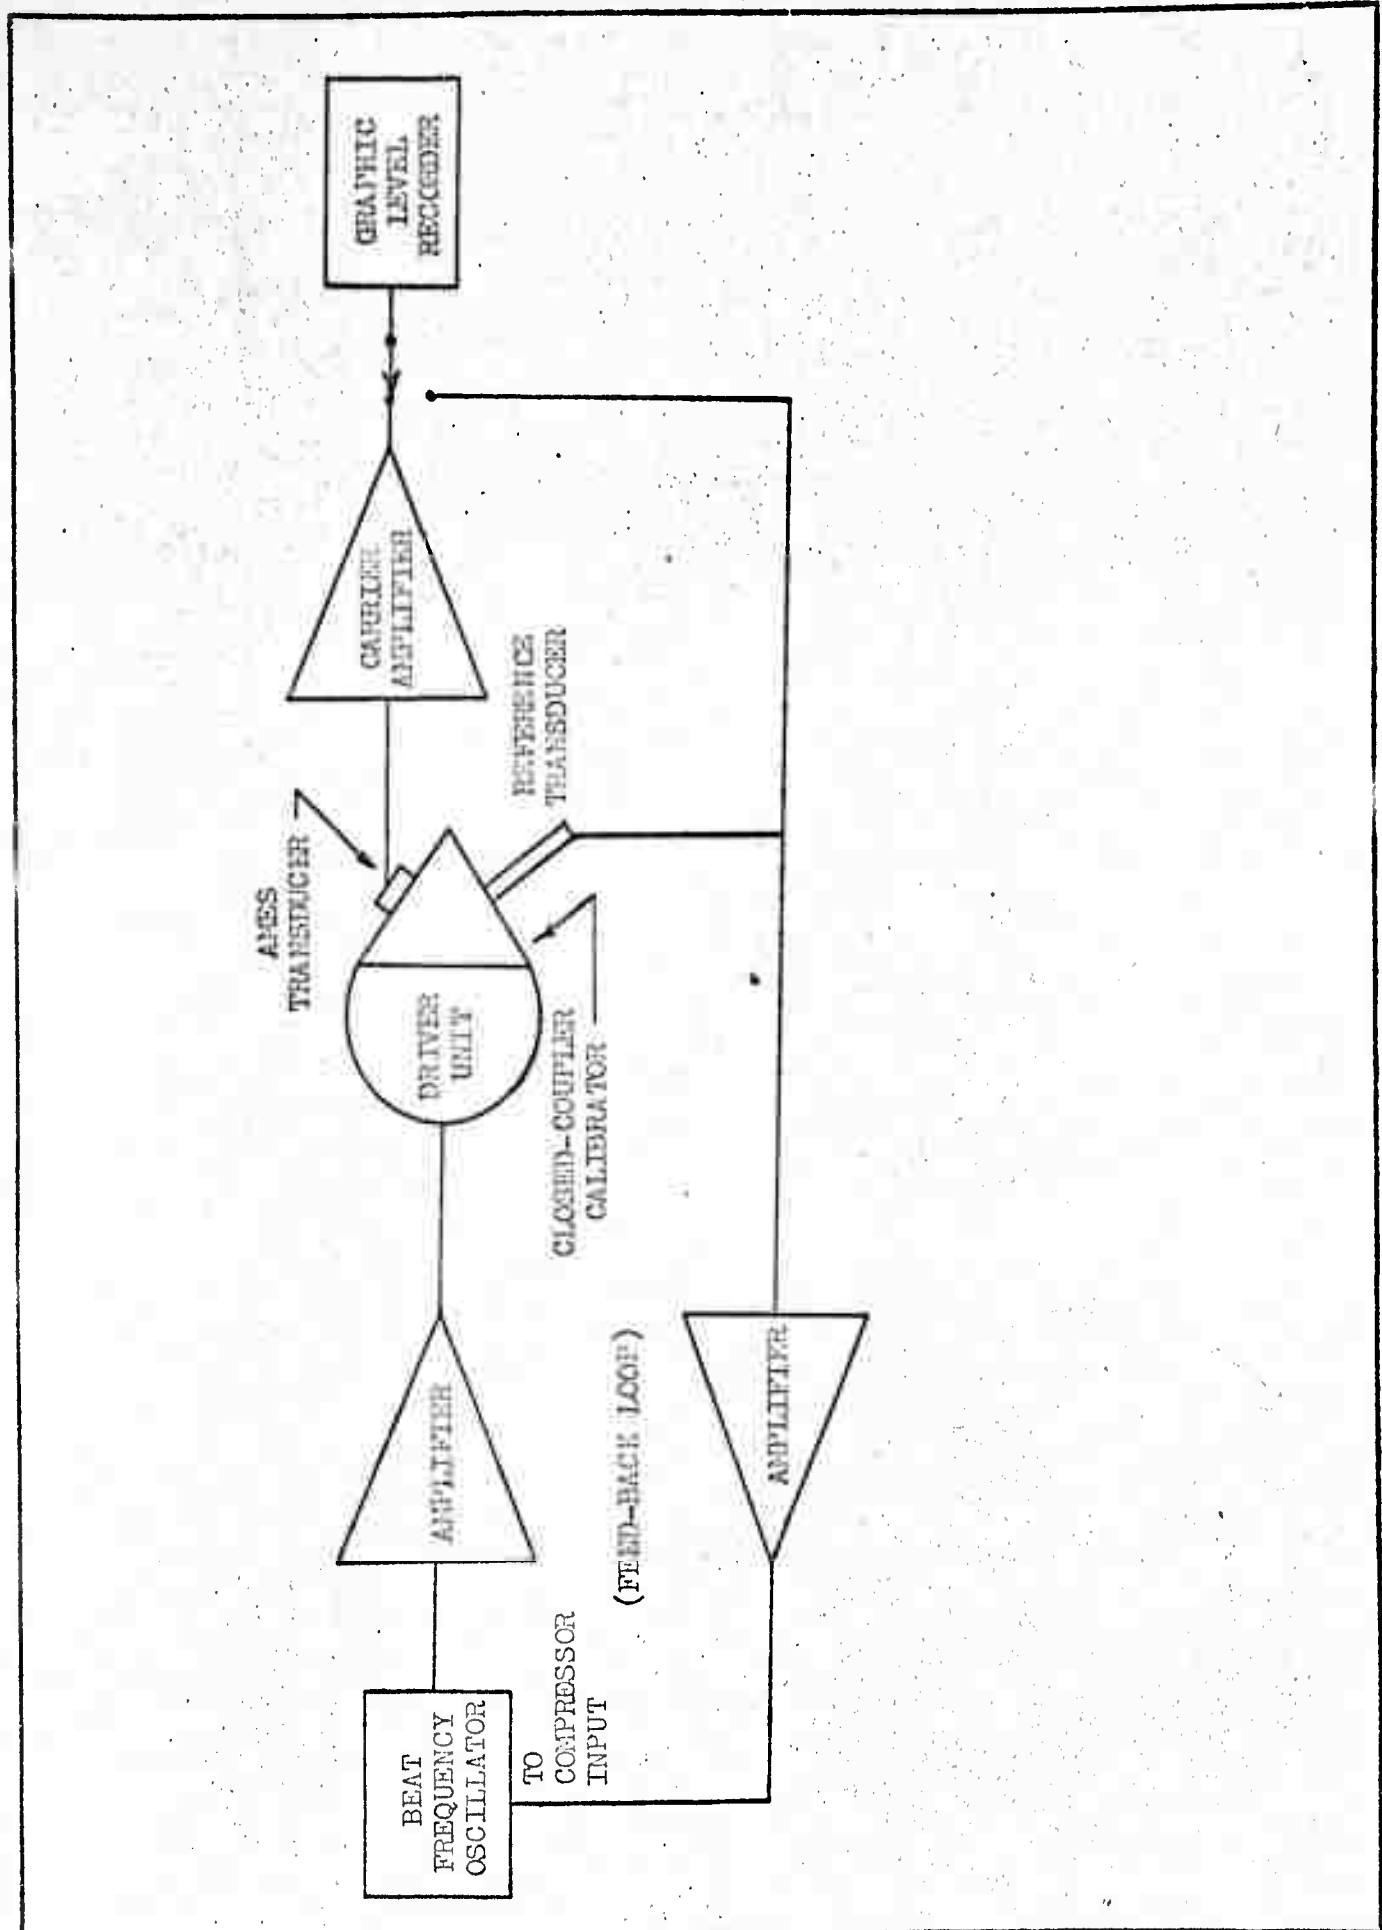 BEAT
FREQUENCY
OSCILLATOR
TO
COMPRESSOR
INPUT
AMPLIFIER
(FEED-BACK LOOP)
AMPLIFIER
DRIVER
UNIT
CLOSED-COUPLER
CALIBRATOR
AMES
TRANSDUCER
REFERENCE
TRANSDUCER
CARRIER
AMPLIFIER
GRAPHIC
LEVEL
RECORDER